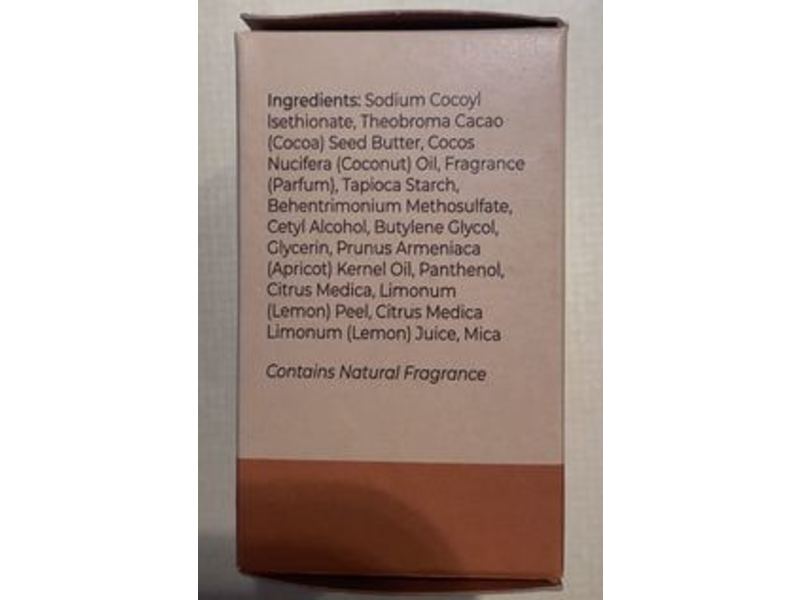 Ingredients: Sodium Cocoyl
Isethionate, Theobroma Cacao
(Cocoa) Seed Butter, Cocos
Nucifera (Coconut) Oil, Fragrance
(Parfum), Tapioca Starch,
Behentrimonium Methosulfate,
Cetyl Alcohol, Butylene Glycol,
Glycerin, Prunus Armeniaca
(Apricot) Kernel Oil, Panthenol,
Citrus Medica, Limonum
(Lemon) Peel, Citrus Medica
Limonum (Lemon) Juice, Mica
Contains Natural Fragrance